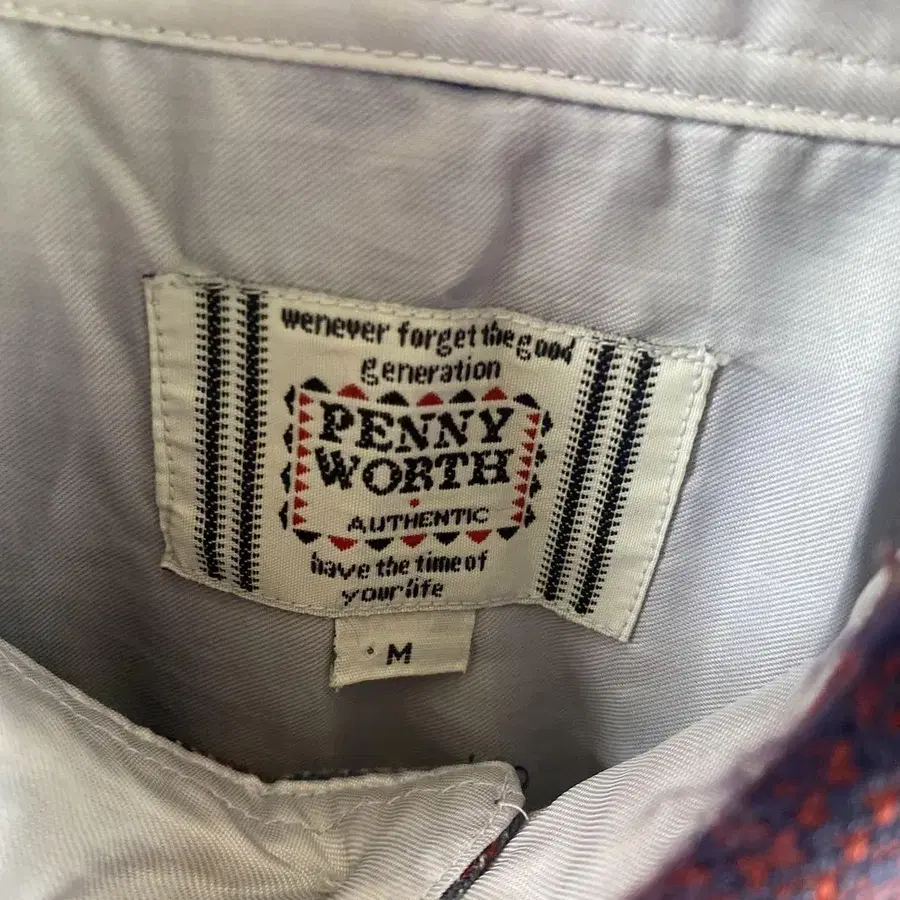 wenever forget the good
generation
PENNY
WORTH
AUTHENTIC
have the time of
your life
M